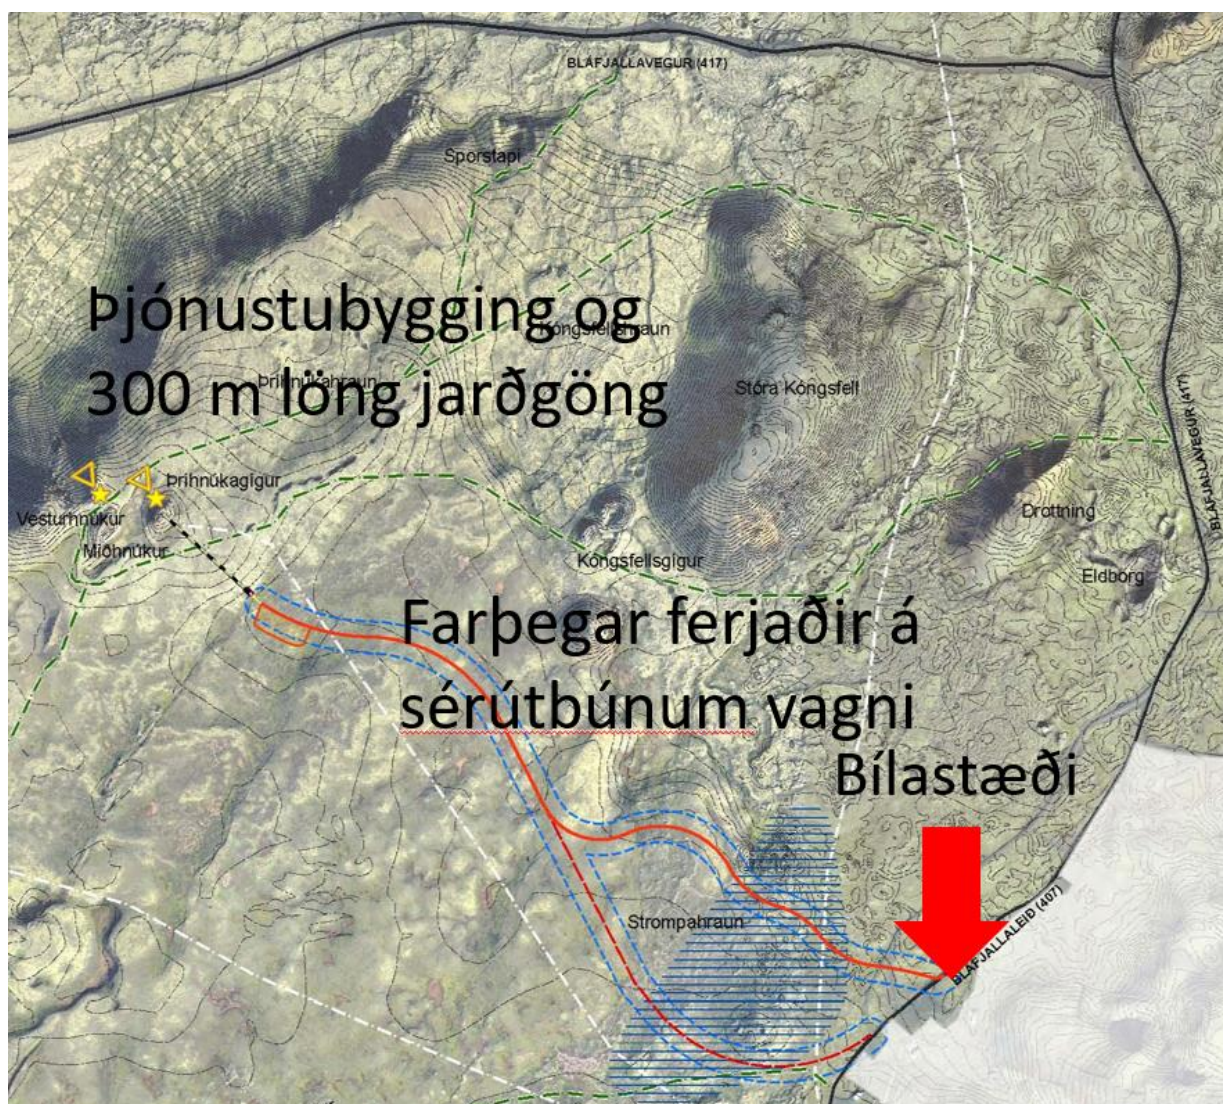 BLÁFJALLAVEGUR (417)
Sporstapi
Þjónustubygging og
Kóngsfellshraun
Þríhnúkahraun
300 m löng jarðgöng
Stóra Kóngsfell
BLÁFJALLAVEGUR (417)
Þríhnúkagígur
Vesturhnúkur
Drottning
Miðhnúkur
Kóngsfellsgígur
Eldborg
Farþegar ferjaðir á
sérútbúnum vagni
Bílastæði
Strompahraun
BLÁFJALLALEIÐ (407)